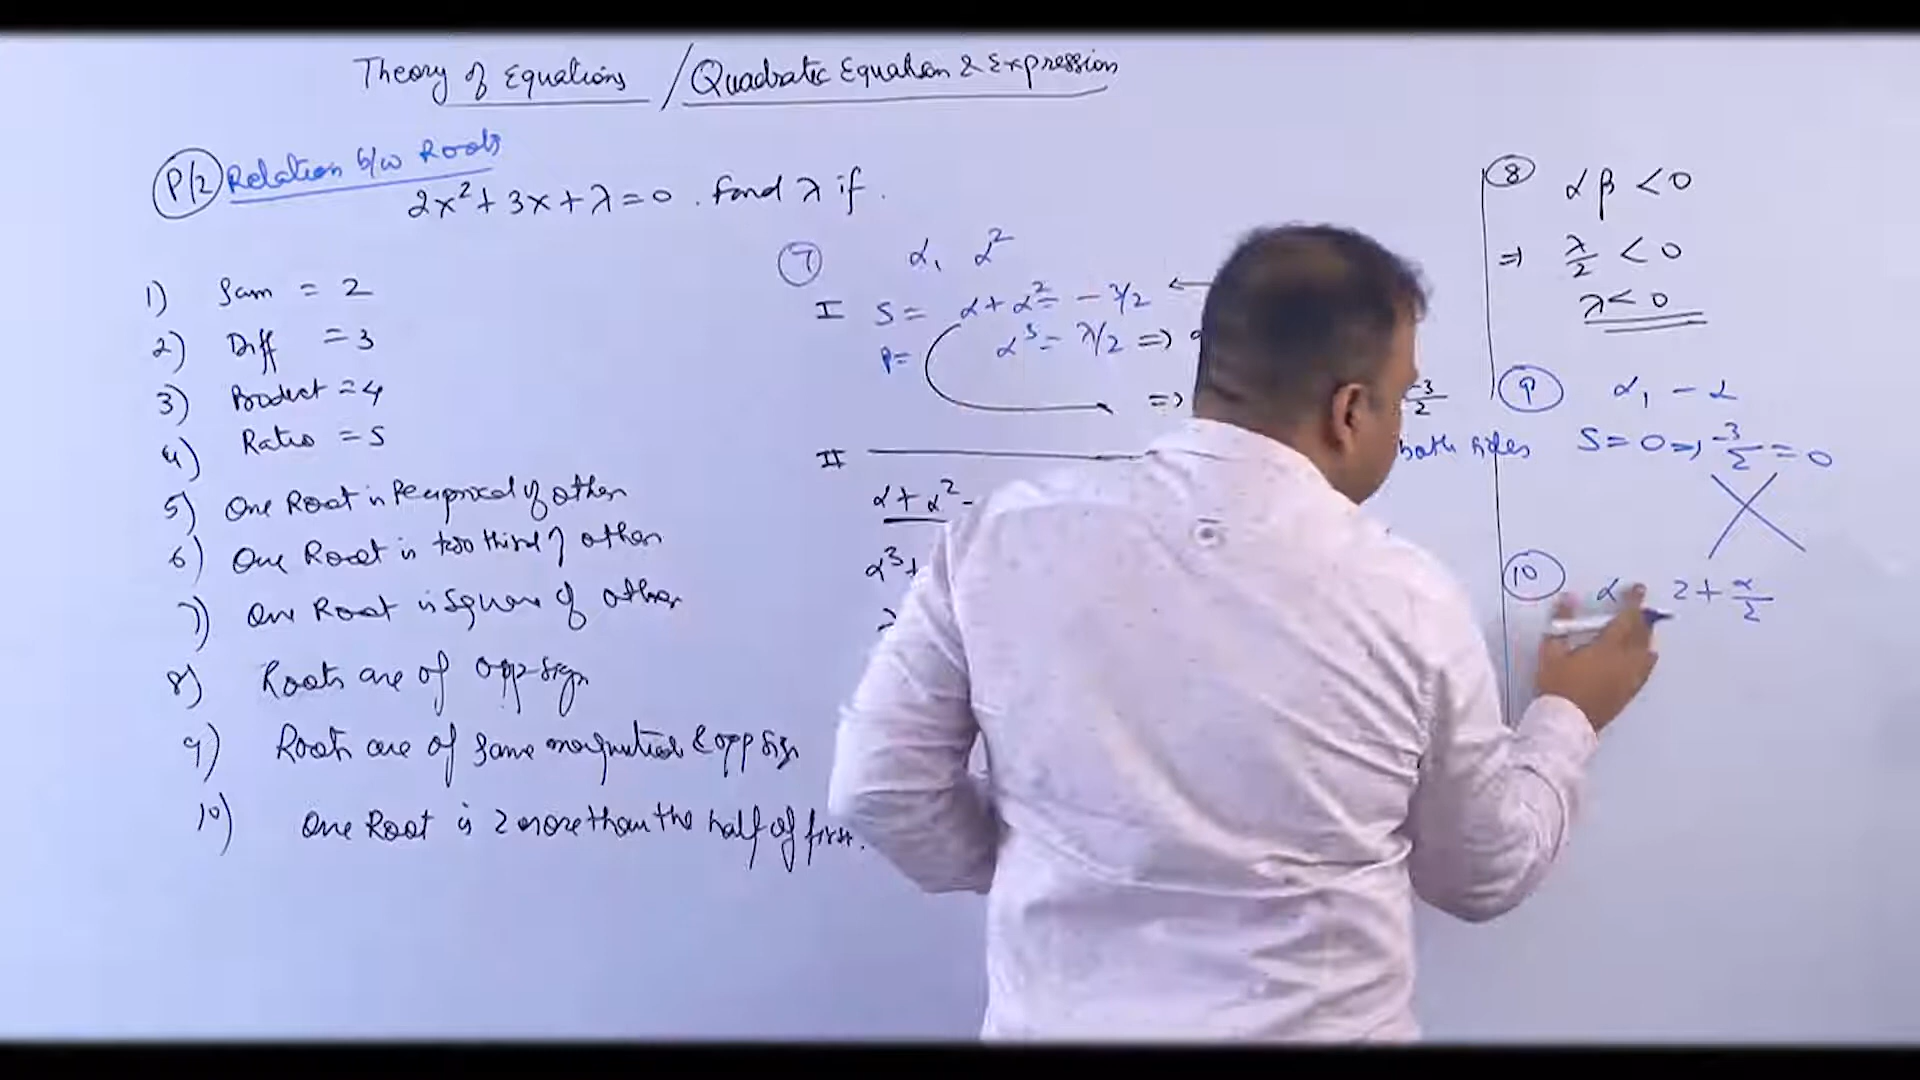 Theory of Equations / Quadratic Equation & Expression
P/2 Relation b/w Roots
2x² + 3x + λ = 0 . Find λ if .
1) Sum = 2
2) Diff = 3
3) Product = 4
4) Ratio = 5
5) One Root is Reciprocal of other
6) One Root is two third of other
7) One Root is Square of other
8) Roots are of opp sign
9) Roots are of same magnitude & opp sign
10) One Root is 2 more than the half of first.
7 α, α²
I S = α + α² = -3/2 ←
P = α³ = λ/2 ⇒
⇒ -3/2
II both sides
α + α²
α³ +
8 αβ < 0
⇒ λ/2 < 0
λ < 0
9 α, -α
S = 0 ⇒ -3/2 = 0
10 α 2 + α/2